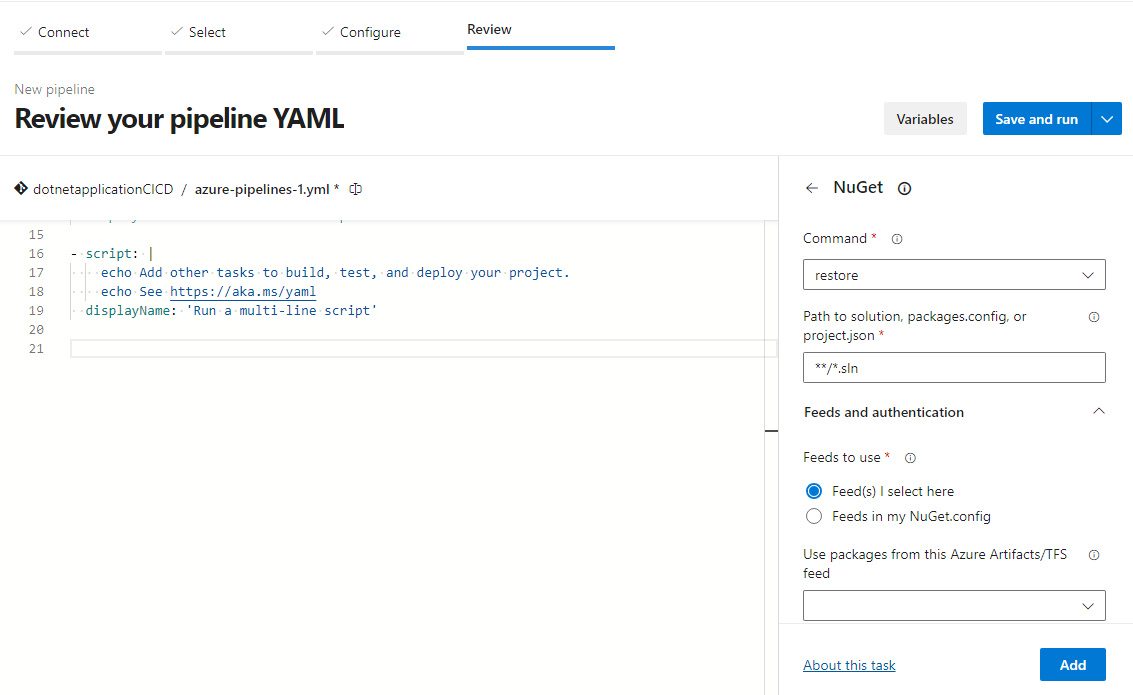 Connect
Select
Configure
Review
New pipeline
Review your pipeline YAML
Variables
Save and run
dotnetapplicationCICD / azure-pipelines-1.yml *
15
16 - script: |
17 echo Add other tasks to build, test, and deploy your project.
18 echo See https://aka.ms/yaml
19 displayName: 'Run a multi-line script'
20
21
NuGet
Command *
restore
Path to solution, packages.config, or
project.json *
**/*.sln
Feeds and authentication
Feeds to use *
Feed(s) I select here
Feeds in my NuGet.config
Use packages from this Azure Artifacts/TFS
feed
About this task
Add